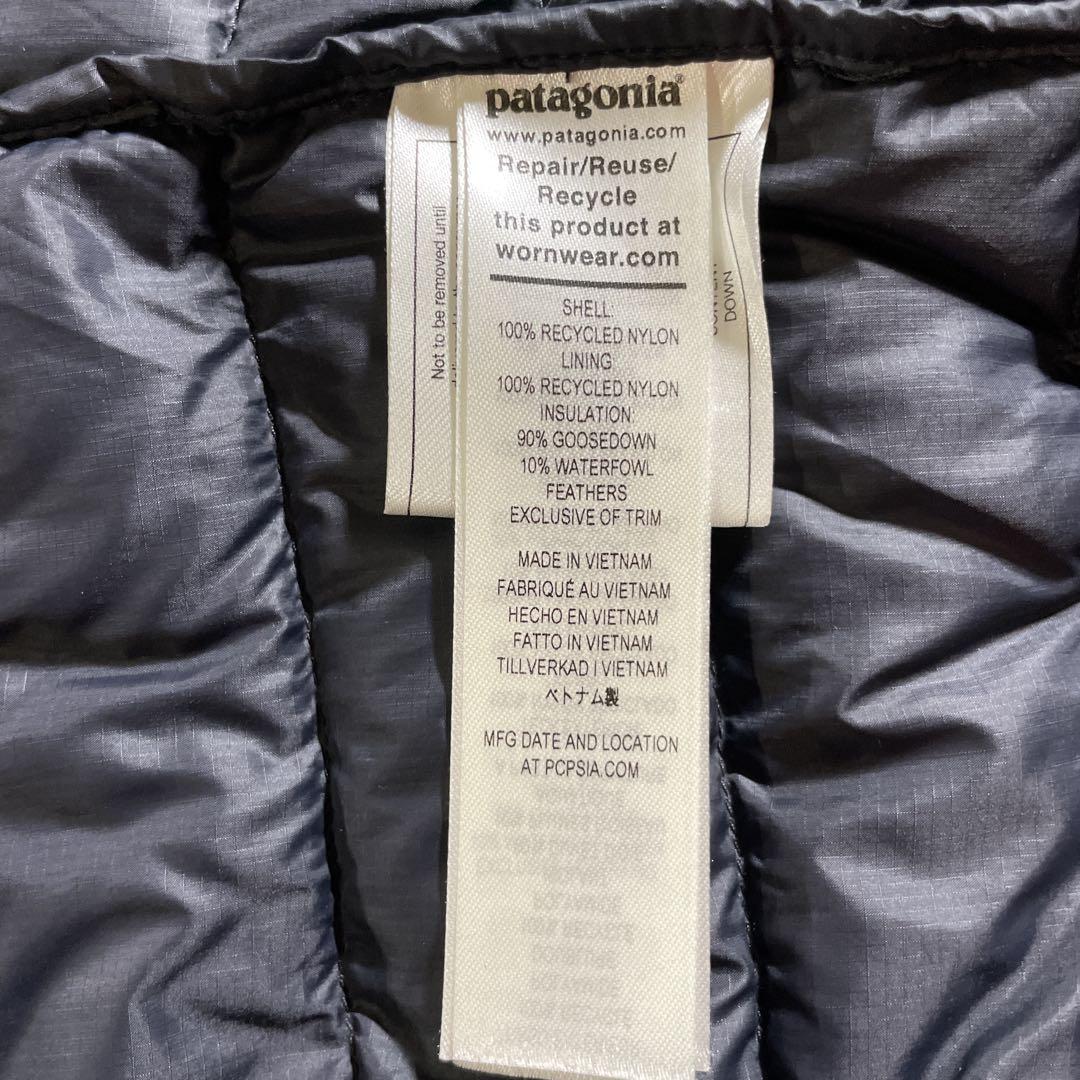 patagonia®
www.patagonia.com
Repair/Reuse/
Recycle
this product at
wornwear.com
SHELL:
100% RECYCLED NYLON
LINING
100% RECYCLED NYLON
INSULATION:
90% GOOSEDOWN
10% WATERFOWL
FEATHERS
EXCLUSIVE OF TRIM
MADE IN VIETNAM
FABRIQUÉ AU VIETNAM
HECHO EN VIETNAM
FATTO IN VIETNAM
TILLVERKAD I VIETNAM
ベトナム製
MFG DATE AND LOCATION
AT PCPSIA.COM
Not to be removed until
DOWN